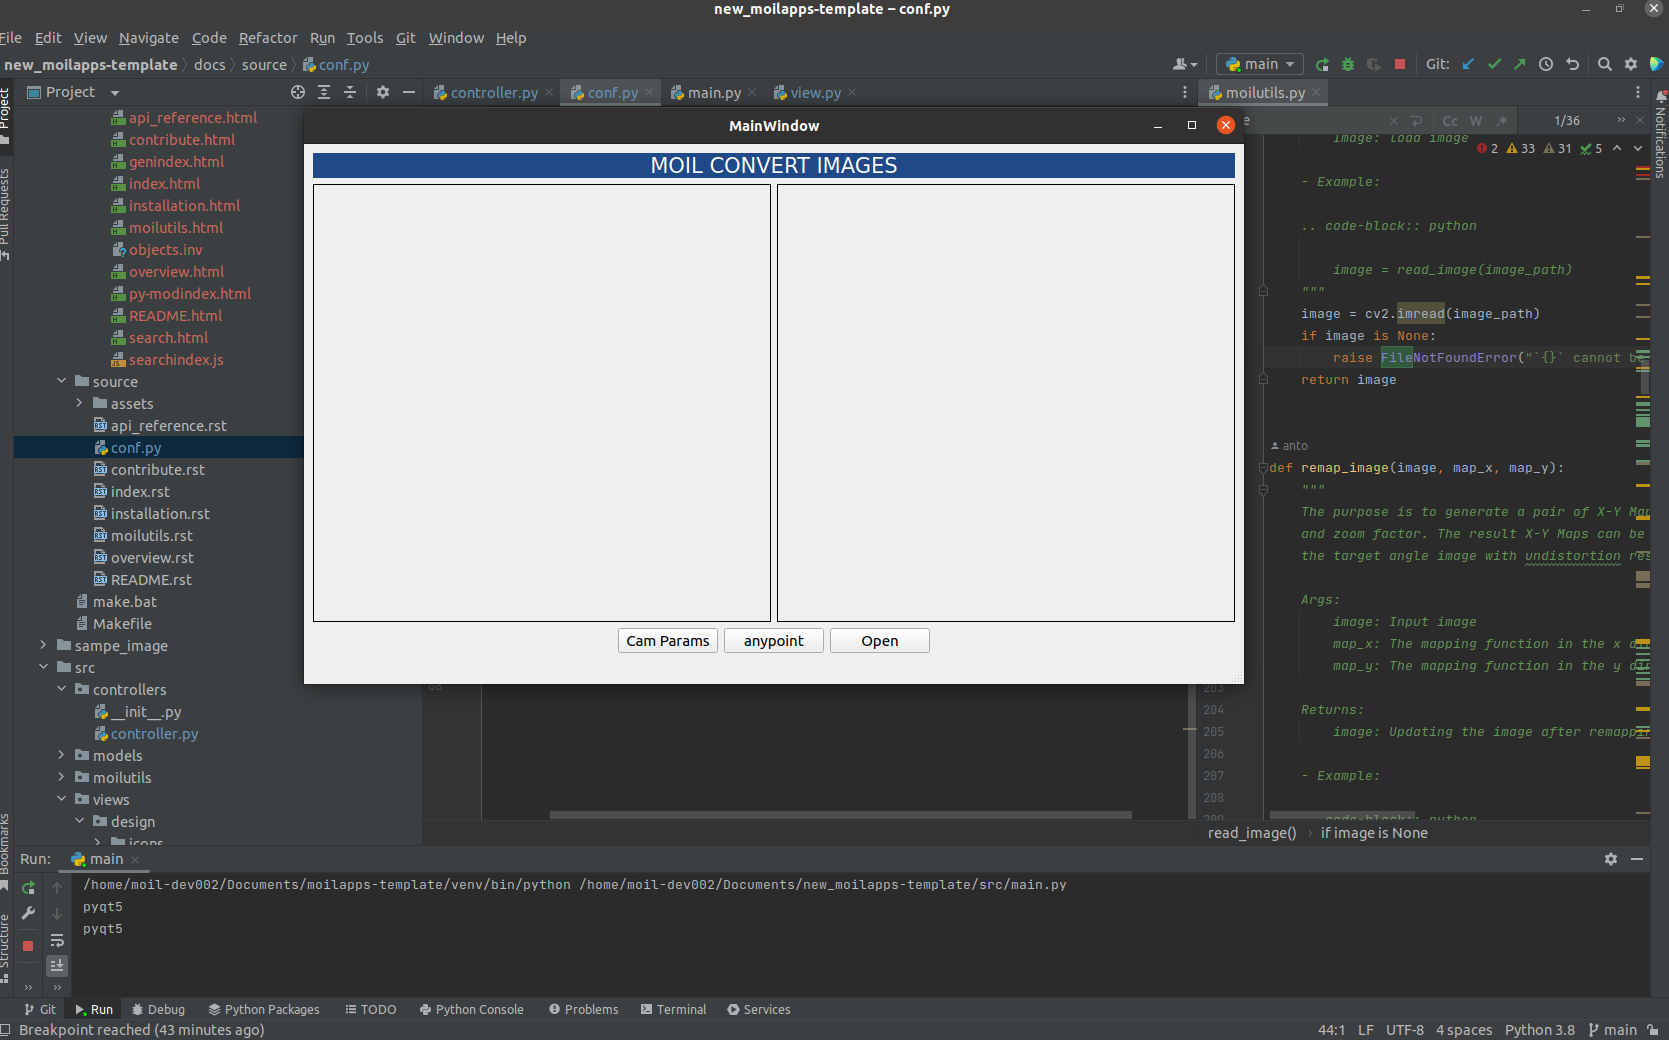 new_moilapps-template – conf.py
File Edit View Navigate Code Refactor Run Tools Git Window Help
new_moilapps-template docs source conf.py
main Git:
Project
controller.py conf.py main.py view.py moilutils.py
api_reference.html
contribute.html
genindex.html
index.html
installation.html
moilutils.html
objects.inv
overview.html
py-modindex.html
README.html
search.html
searchindex.js
source
assets
api_reference.rst
conf.py
contribute.rst
index.rst
installation.rst
moilutils.rst
overview.rst
README.rst
make.bat
Makefile
sampe_image
src
controllers
__init__.py
controller.py
models
moilutils
views
design
icons
Project
Pull Requests
Bookmarks
Structure
Notifications
MainWindow
MOIL CONVERT IMAGES
Cam Params anypoint Open
68
e Cc W .* 1/36
2 33 31 5
Image: load image
- Example:
.. code-block:: python
image = read_image(image_path)
"""
image = cv2.imread(image_path)
if image is None:
raise FileNotFoundError("`{}` cannot be
return image
anto
def remap_image(image, map_x, map_y):
"""
The purpose is to generate a pair of X-Y Map
and zoom factor. The result X-Y Maps can be
the target angle image with undistortion res
Args:
image: Input image
map_x: The mapping function in the x di
map_y: The mapping function in the y di
203
204 Returns:
205 image: Updating the image after remappin
206
207 - Example:
208
209 code-block:: python
read_image() if image is None
Run: main
/home/moil-dev002/Documents/moilapps-template/venv/bin/python /home/moil-dev002/Documents/new_moilapps-template/src/main.py
pyqt5
pyqt5
Git Run Debug Python Packages TODO Python Console Problems Terminal Services
Breakpoint reached (43 minutes ago) 44:1 LF UTF-8 4 spaces Python 3.8 main